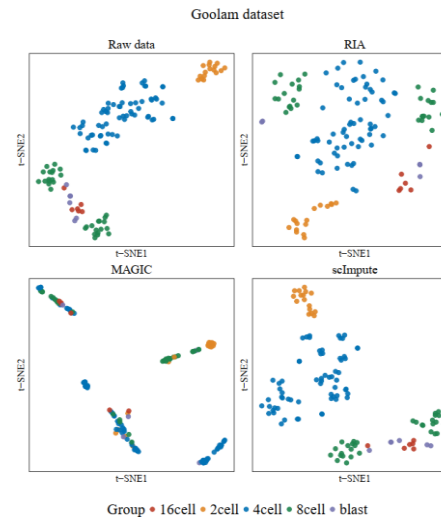 Goolam dataset
Raw data
RIA
t-SNE2
t-SNE2
t-SNE1
t-SNE1
MAGIC
scImpute
t-SNE2
t-SNE2
t-SNE1
t-SNE1
Group 16cell 2cell 4cell 8cell blast